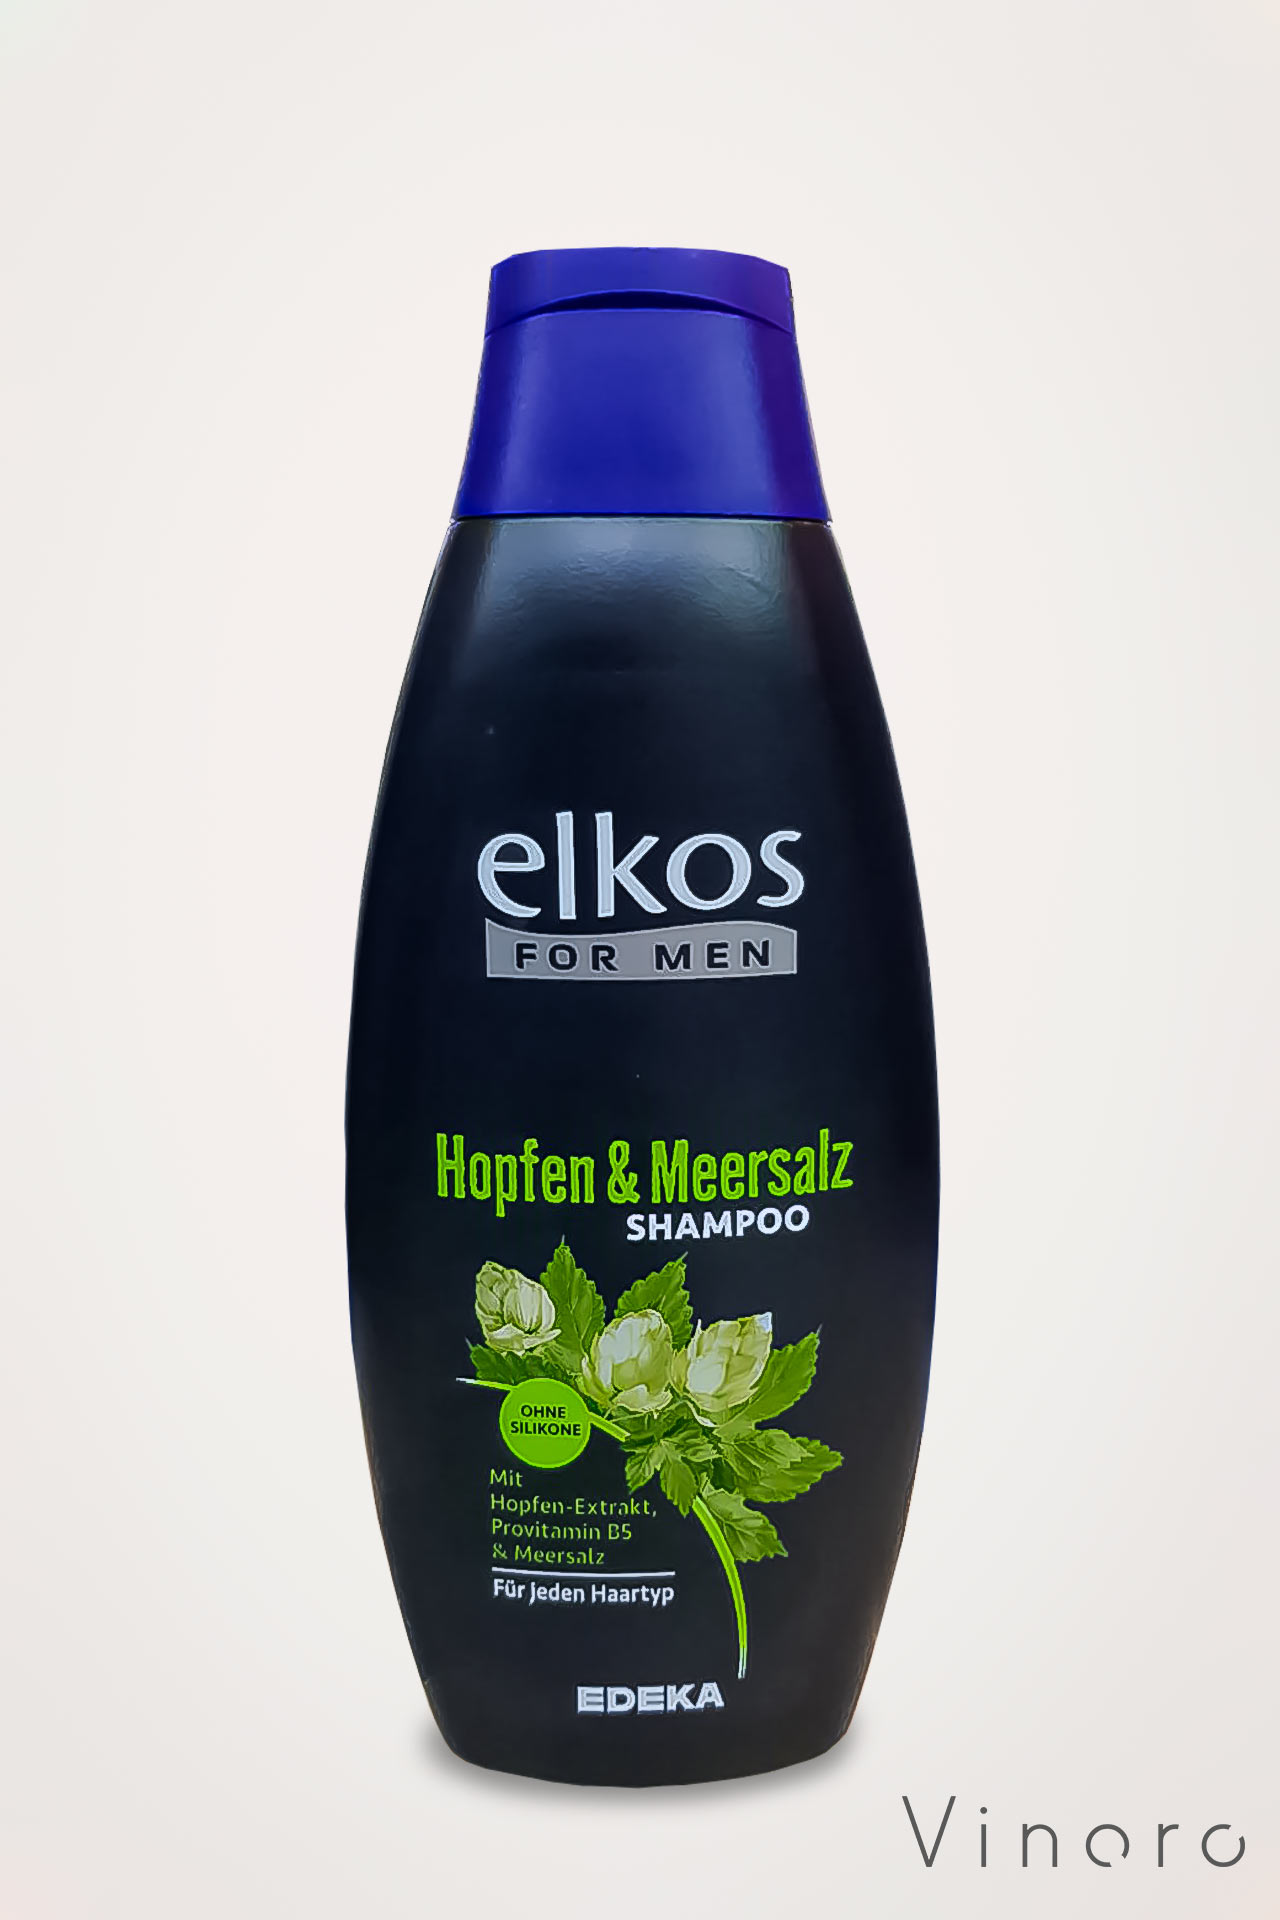 elkos
FOR MEN
Hopfen & Meersalz
SHAMPOO
OHNE
SILIKONE
Mit
Hopfen-Extrakt,
Provitamin B5
& Meersalz
Für jeden Haartyp
EDEKA
Vinoro